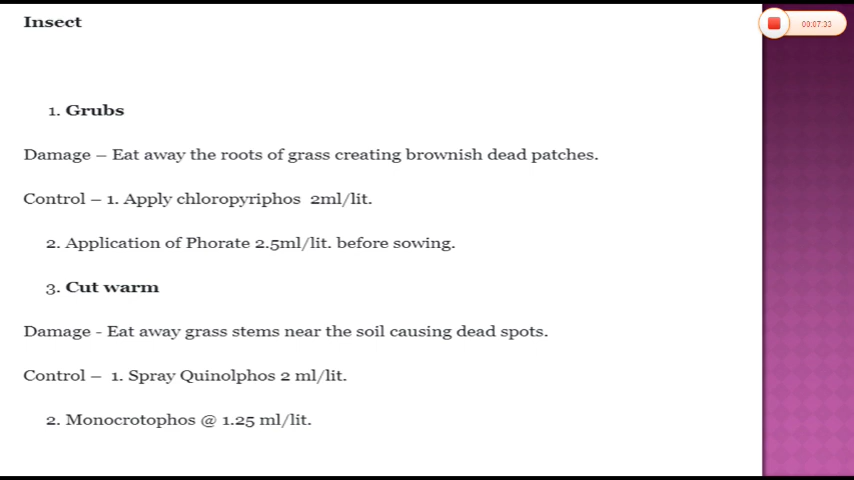 Insect
00:07:33
1. Grubs
Damage – Eat away the roots of grass creating brownish dead patches.
Control – 1. Apply chloropyriphos 2ml/lit.
2. Application of Phorate 2.5ml/lit. before sowing.
3. Cut warm
Damage - Eat away grass stems near the soil causing dead spots.
Control – 1. Spray Quinolphos 2 ml/lit.
2. Monocrotophos @ 1.25 ml/lit.